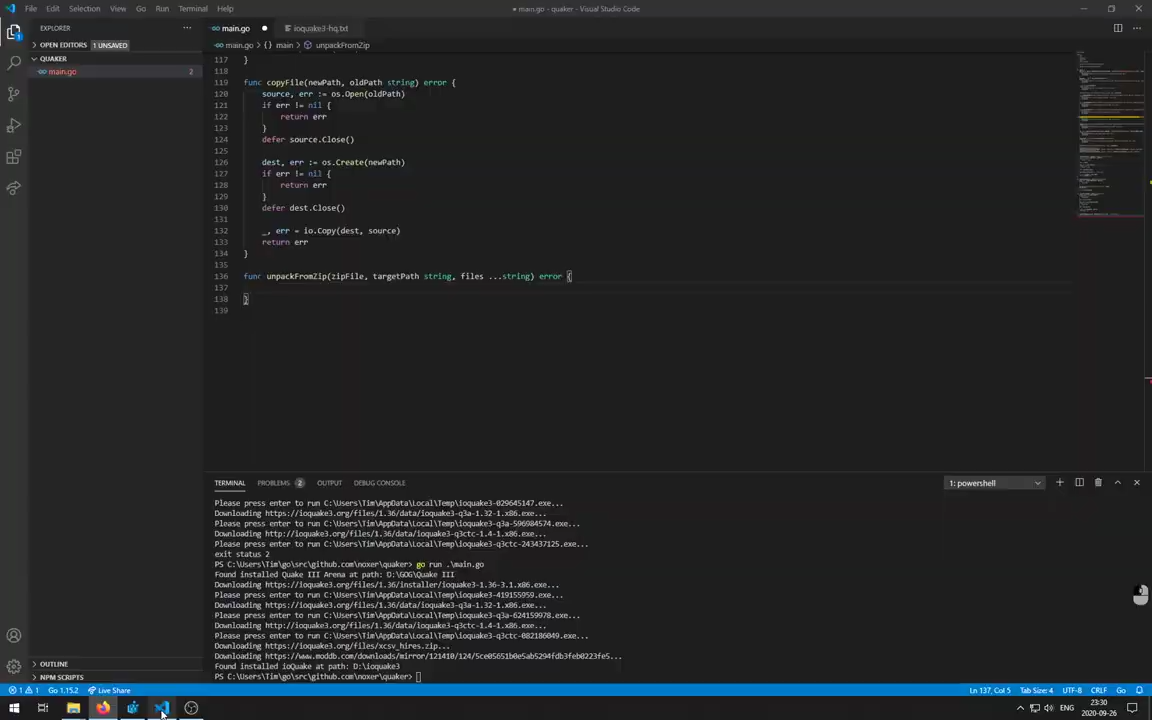 File Edit Selection View Go Run Terminal Help
● main.go - quaker - Visual Studio Code
EXPLORER ...
OPEN EDITORS 1 UNSAVED
QUAKER
main.go 2
OUTLINE
NPM SCRIPTS
main.go ● ioquake3-hq.txt
main.go > {} main > unpackFromZip
117 }
118
119 func copyFile(newPath, oldPath string) error {
120 source, err := os.Open(oldPath)
121 if err != nil {
122 return err
123 }
124 defer source.Close()
125
126 dest, err := os.Create(newPath)
127 if err != nil {
128 return err
129 }
130 defer dest.Close()
131
132 _, err = io.Copy(dest, source)
133 return err
134 }
135
136 func unpackFromZip(zipFile, targetPath string, files ...string) error {
137
138 }
139
TERMINAL PROBLEMS 2 OUTPUT DEBUG CONSOLE 1: powershell
Please press enter to run C:\Users\Tim\AppData\Local\Temp\ioquake3-029645147.exe...
Downloading https://ioquake3.org/files/1.36/data/ioquake3-q3a-1.32-1.x86.exe...
Please press enter to run C:\Users\Tim\AppData\Local\Temp\ioquake3-q3a-596984574.exe...
Downloading http://ioquake3.org/files/1.36/data/ioquake3-q3ctc-1.4-1.x86.exe...
Please press enter to run C:\Users\Tim\AppData\Local\Temp\ioquake3-q3ctc-243437125.exe...
exit status 2
PS C:\Users\Tim\go\src\github.com\noxer\quaker> go run .\main.go
Found installed Quake III Arena at path: D:\GOG\Quake III
Downloading https://ioquake3.org/files/1.36/installer/ioquake3-1.36-3.1.x86.exe...
Please press enter to run C:\Users\Tim\AppData\Local\Temp\ioquake3-419155959.exe...
Downloading https://ioquake3.org/files/1.36/data/ioquake3-q3a-1.32-1.x86.exe...
Please press enter to run C:\Users\Tim\AppData\Local\Temp\ioquake3-q3a-624159978.exe...
Downloading http://ioquake3.org/files/1.36/data/ioquake3-q3ctc-1.4-1.x86.exe...
Please press enter to run C:\Users\Tim\AppData\Local\Temp\ioquake3-q3ctc-082186049.exe...
Downloading https://ioquake3.org/files/xcsv_hires.zip...
Downloading https://www.moddb.com/downloads/mirror/121410/124/5ce05651b0e5ab5294fdb3feb0223fe5...
Found installed ioQuake at path: D:\ioquake3
PS C:\Users\Tim\go\src\github.com\noxer\quaker>
1 1 Go 1.15.2 Live Share Ln 137, Col 5 Tab Size: 4 UTF-8 CRLF Go
ENG 23:30
2020-09-26